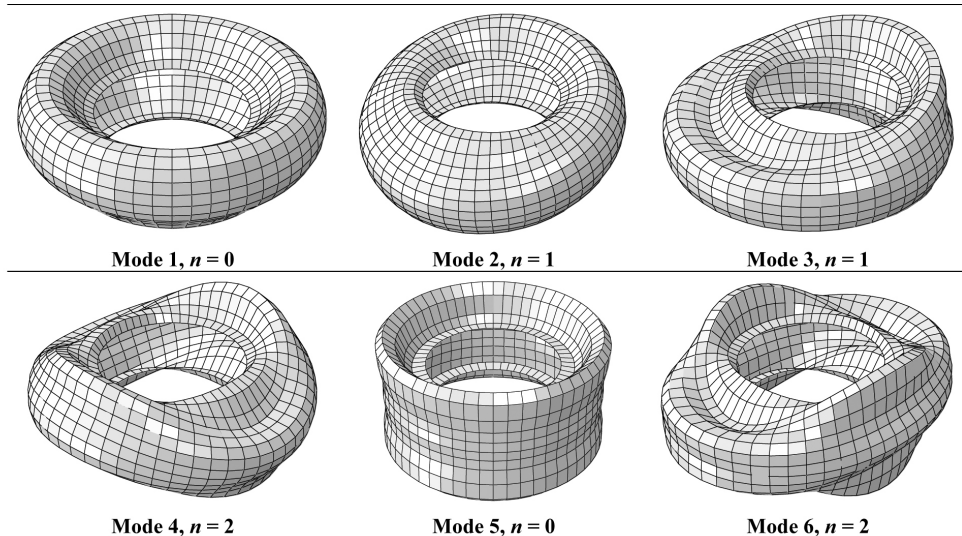 Mode 1, n = 0 Mode 2, n = 1 Mode 3, n = 1
Mode 4, n = 2 Mode 5, n = 0 Mode 6, n = 2